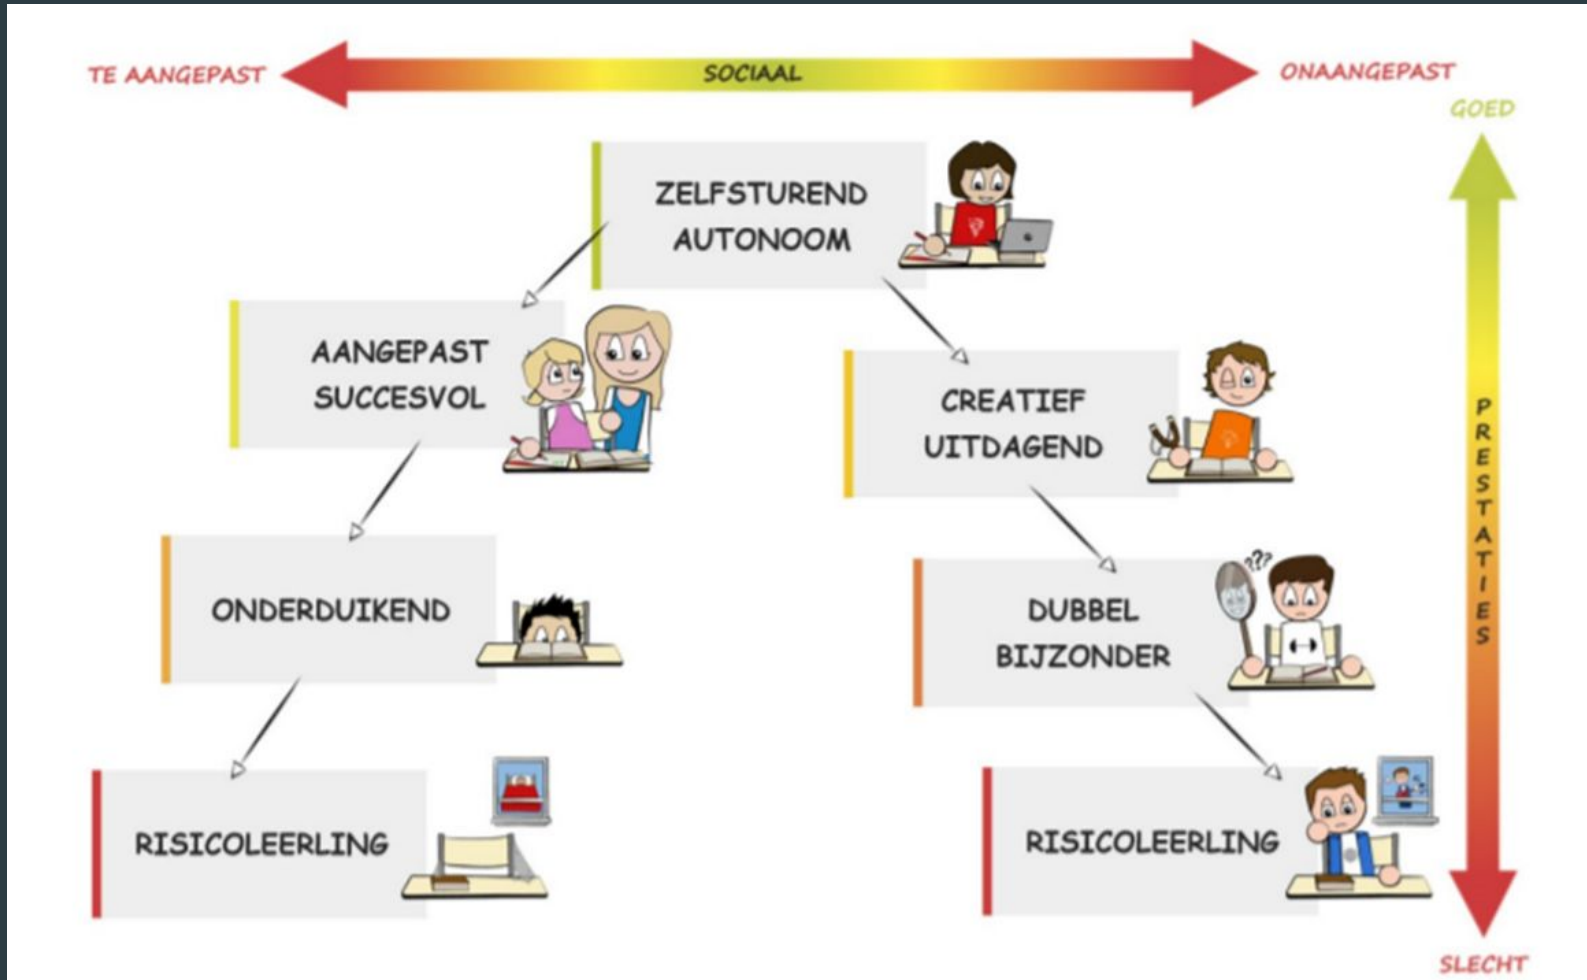 TE AANGEPAST
SOCIAAL
ONAANGEPAST
GOED
ZELFSTUREND
AUTONOOM
AANGEPAST
SUCCESVOL
CREATIEF
UITDAGEND
PRESTATIES
???
ONDERDUIKEND
DUBBEL
BIJZONDER
RISICOLEERLING
RISICOLEERLING
SLECHT